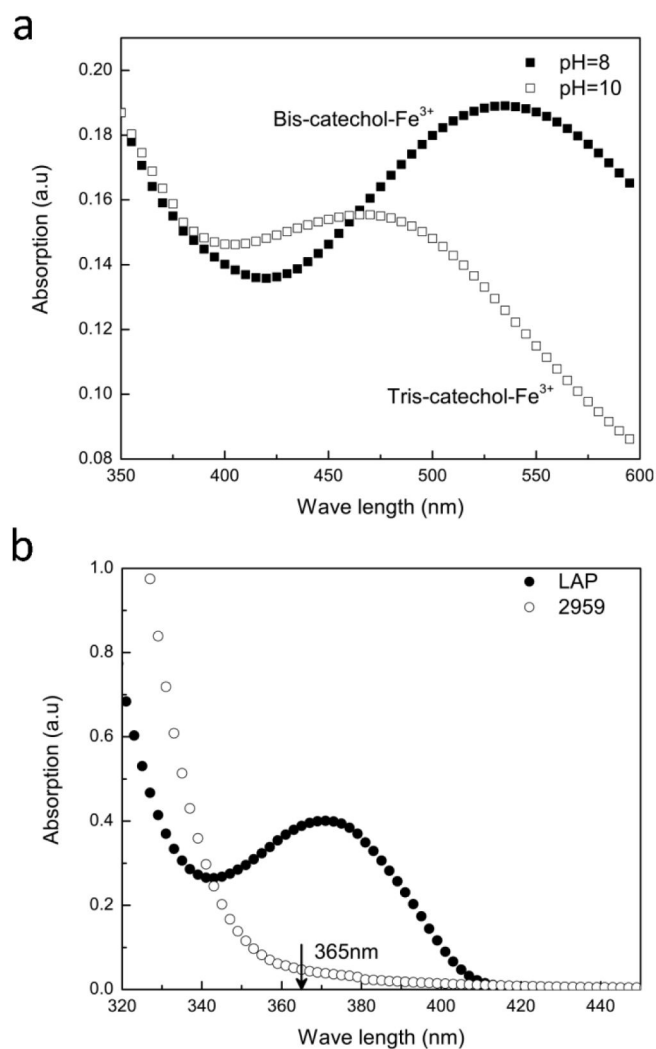 a
0.20
0.18
0.16
0.14
0.12
0.10
0.08
350
400
450
500
550
600
Absorption (a.u)
Wave length (nm)
pH=8
pH=10
Bis-catechol-Fe³⁺
Tris-catechol-Fe³⁺
b
1.0
0.8
0.6
0.4
0.2
0.0
320
340
360
380
400
420
440
Absorption (a.u)
Wave length (nm)
LAP
2959
365nm